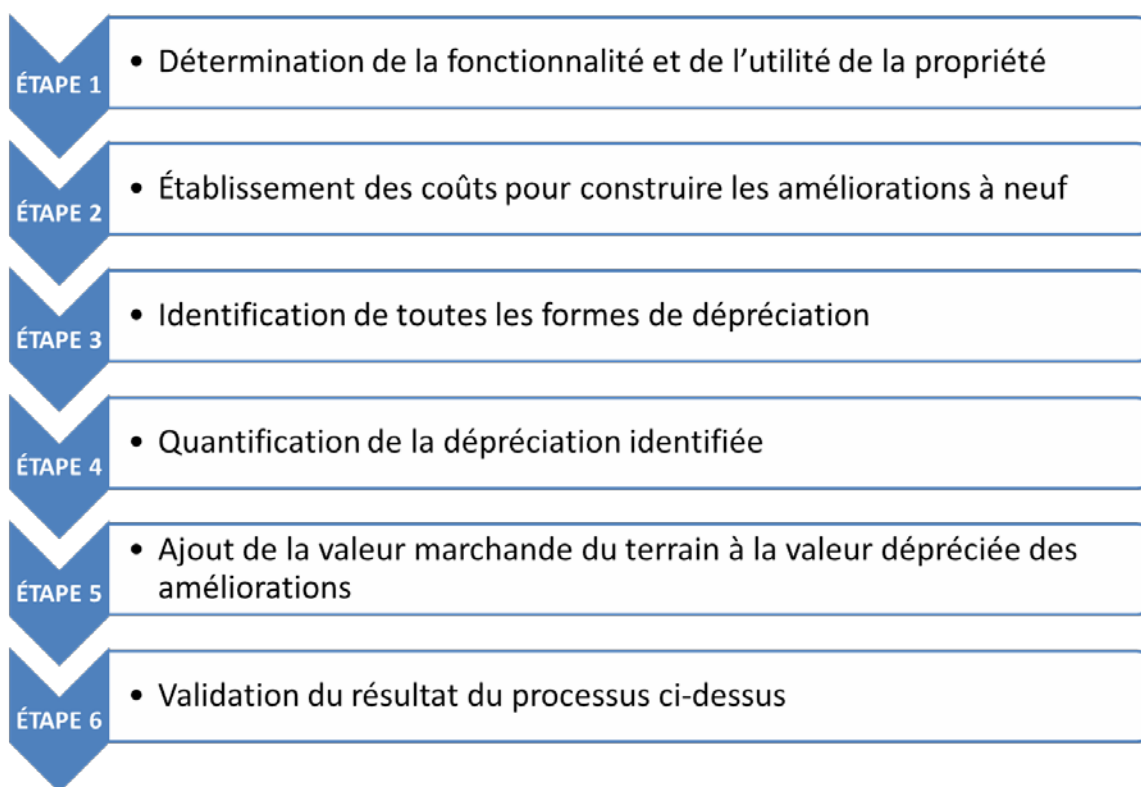 ÉTAPE 1
• Détermination de la fonctionnalité et de l’utilité de la propriété
ÉTAPE 2
• Établissement des coûts pour construire les améliorations à neuf
ÉTAPE 3
• Identification de toutes les formes de dépréciation
ÉTAPE 4
• Quantification de la dépréciation identifiée
ÉTAPE 5
• Ajout de la valeur marchande du terrain à la valeur dépréciée des
améliorations
ÉTAPE 6
• Validation du résultat du processus ci-dessus